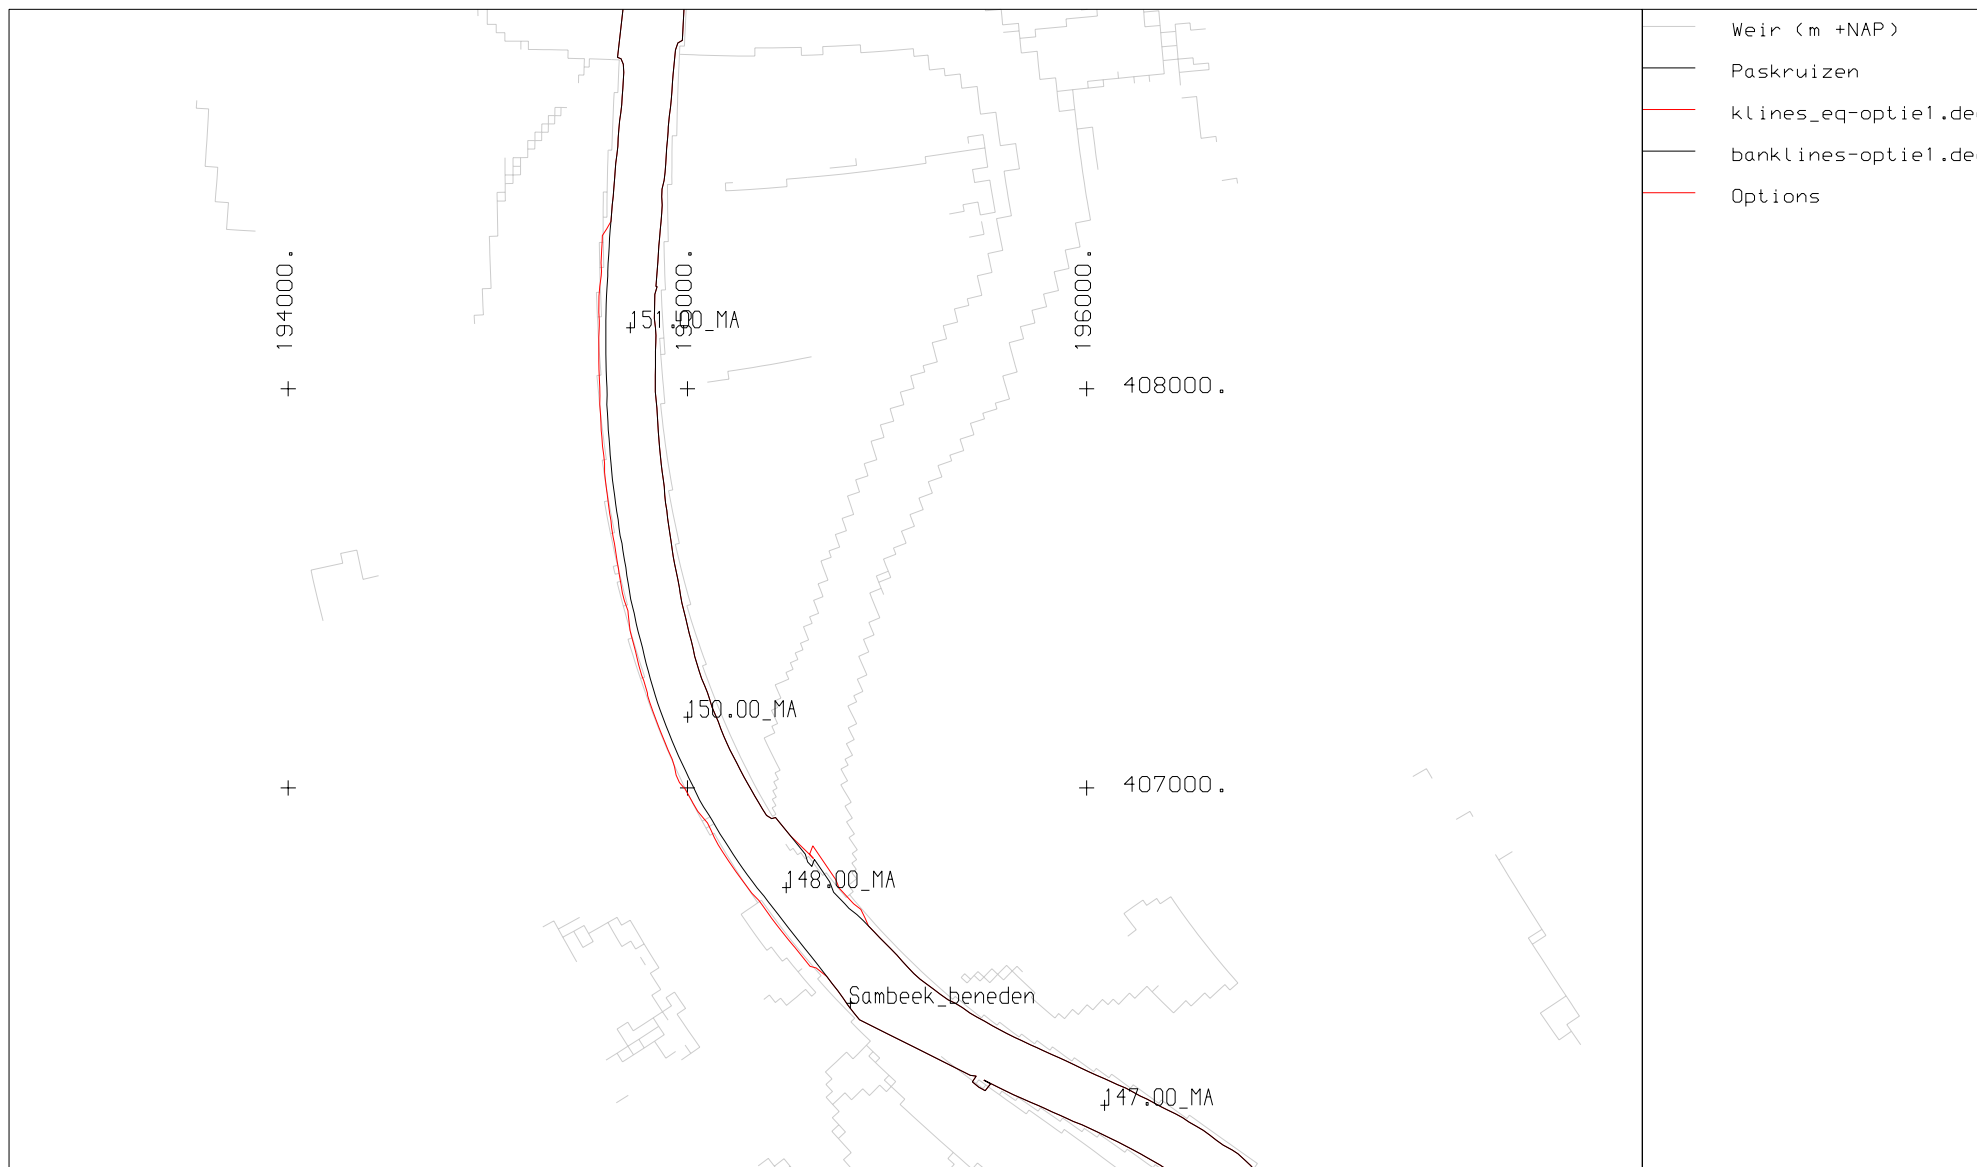 Weir (m +NAP)
Paskruizen
klines_eq-optie1.de
banklines-optie1.de
Options
194000.
195000.
196000.
151.00_MA
408000.
150.00_MA
407000.
148.00_MA
Sambeek_beneden
147.00_MA